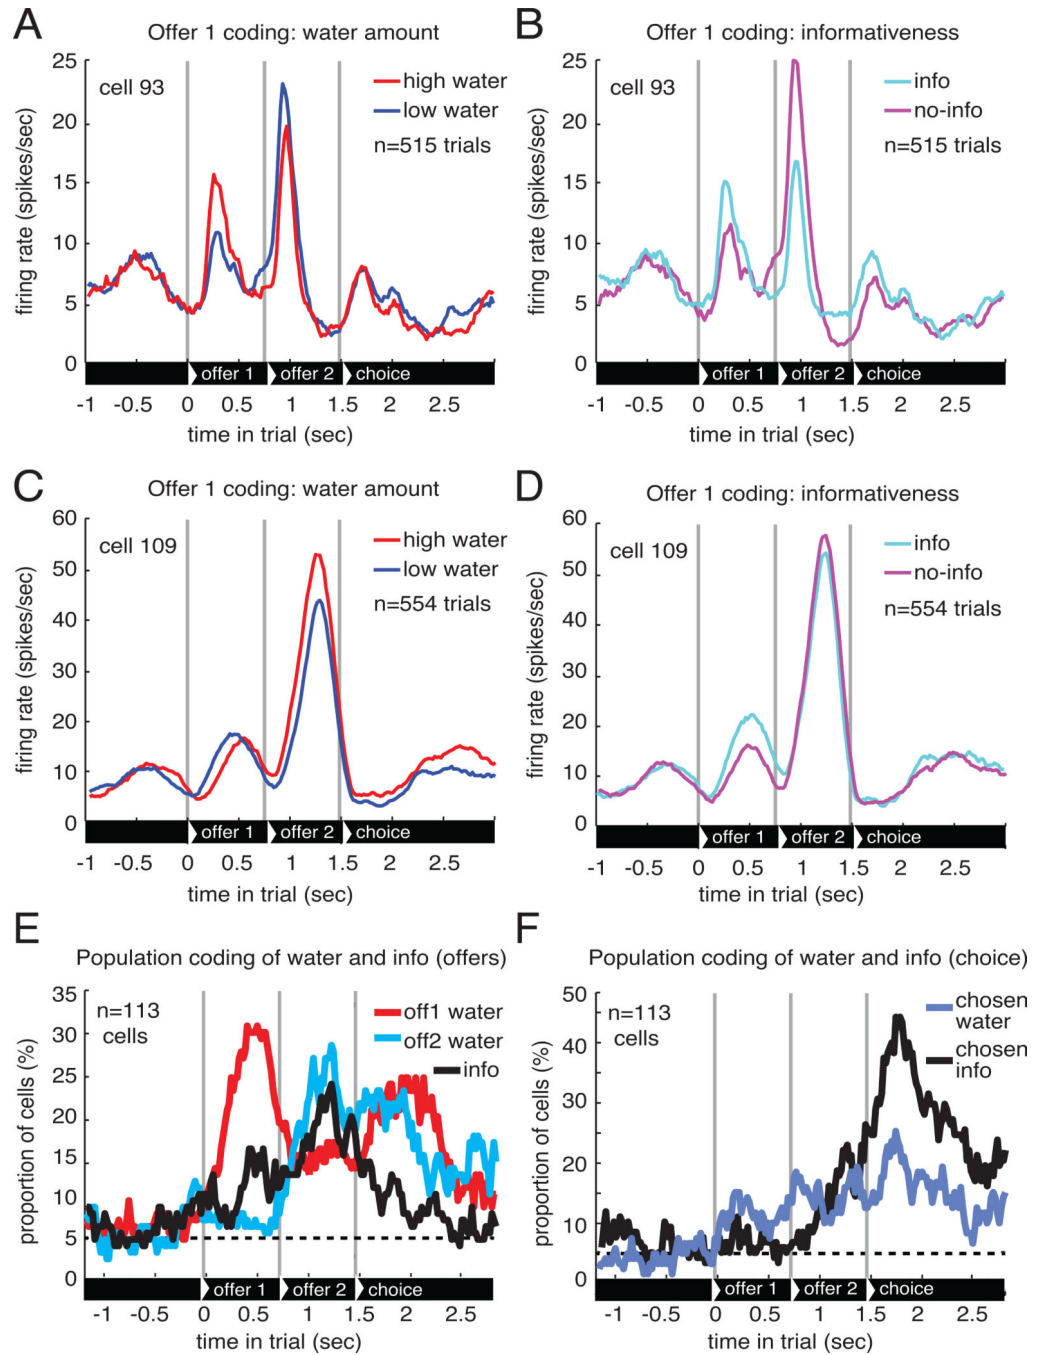 A
Offer 1 coding: water amount
cell 93
high water
low water
n=515 trials
firing rate (spikes/sec)
25
20
15
10
5
0
offer 1
offer 2
choice
-1 -0.5 0 0.5 1 1.5 2 2.5
time in trial (sec)
B
Offer 1 coding: informativeness
cell 93
info
no-info
n=515 trials
firing rate (spikes/sec)
25
20
15
10
5
0
offer 1
offer 2
choice
-1 -0.5 0 0.5 1 1.5 2 2.5
time in trial (sec)
C
Offer 1 coding: water amount
cell 109
high water
low water
n=554 trials
firing rate (spikes/sec)
60
50
40
30
20
10
0
offer 1
offer 2
choice
-1 -0.5 0 0.5 1 1.5 2 2.5
time in trial (sec)
D
Offer 1 coding: informativeness
cell 109
info
no-info
n=554 trials
firing rate (spikes/sec)
60
50
40
30
20
10
0
offer 1
offer 2
choice
-1 -0.5 0 0.5 1 1.5 2 2.5
time in trial (sec)
E
Population coding of water and info (offers)
n=113
cells
off1 water
off2 water
info
proportion of cells (%)
35
30
25
20
15
10
5
0
offer 1
offer 2
choice
-1 -0.5 0 0.5 1 1.5 2 2.5
time in trial (sec)
F
Population coding of water and info (choice)
n=113
cells
chosen
water
chosen
info
proportion of cells (%)
50
40
30
20
10
5
0
offer 1
offer 2
choice
-1 -0.5 0 0.5 1 1.5 2 2.5
time in trial (sec)